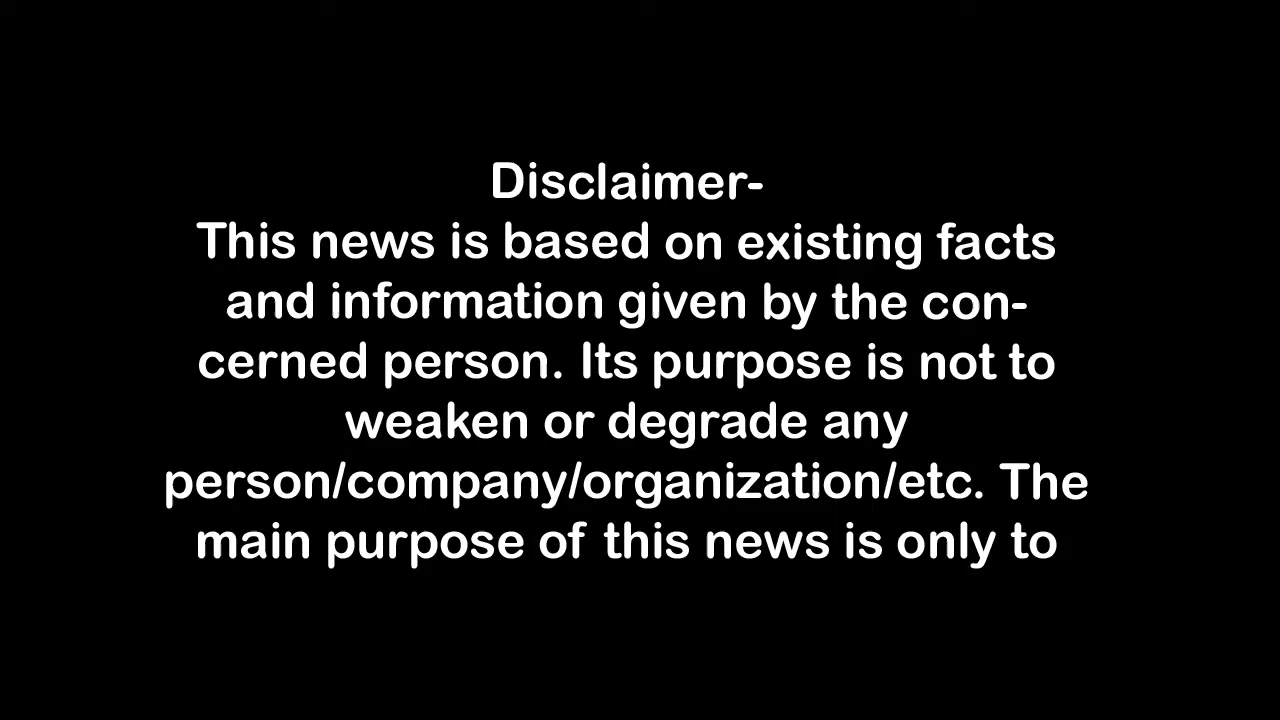 Disclaimer-
This news is based on existing facts
and information given by the con-
cerned person. Its purpose is not to
weaken or degrade any
person/company/organization/etc. The
main purpose of this news is only to